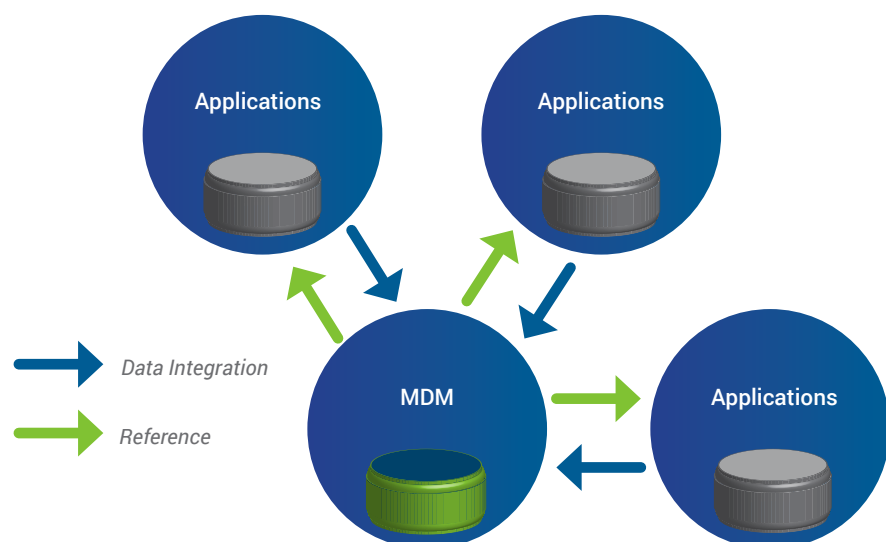 Applications
Applications
Data Integration
MDM
Applications
Reference